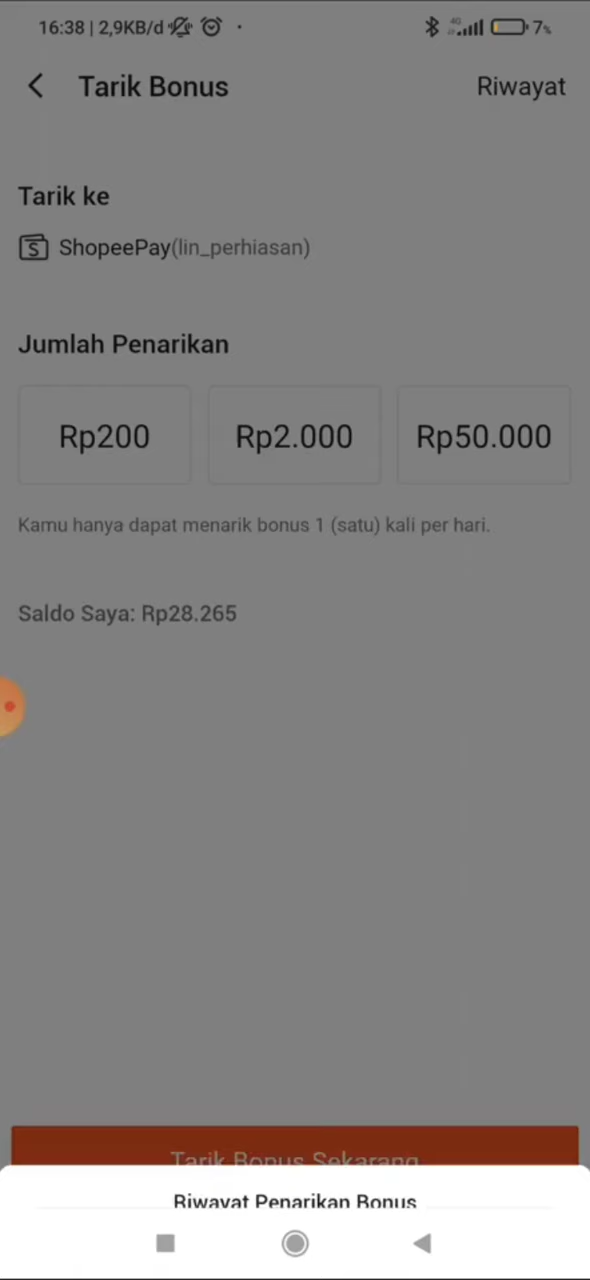 16:38 | 2,9KB/d
4G
7%
Tarik Bonus
Riwayat
Tarik ke
ShopeePay(lin_perhiasan)
Jumlah Penarikan
Rp200
Rp2.000
Rp50.000
Kamu hanya dapat menarik bonus 1 (satu) kali per hari.
Saldo Saya: Rp28.265
Tarik Bonus Sekarang
Riwayat Penarikan Bonus